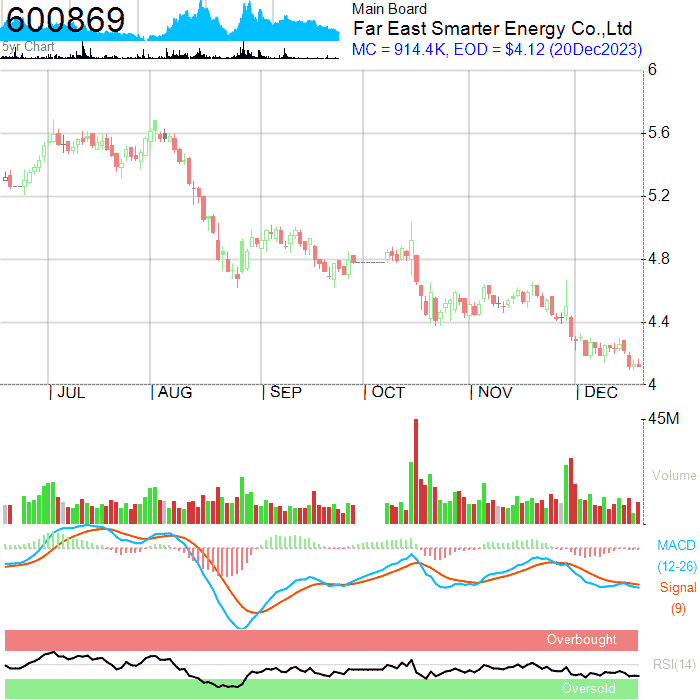 600869
5yr Chart
Main Board
Far East Smarter Energy Co.,Ltd
MC = 914.4K, EOD = $4.12 (20Dec2023)
6
5.6
5.2
4.8
4.4
4
JUL AUG SEP OCT NOV DEC
45M
Volume
MACD
(12-26)
Signal
(9)
Overbought
RSI(14)
Oversold